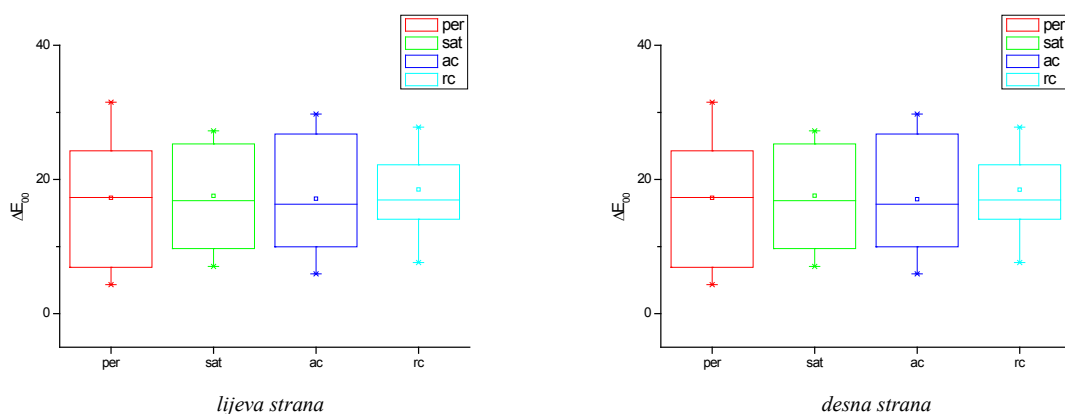 per
sat
ac
rc
40
20
0
ΔE00
per sat ac rc
lijeva strana
per
sat
ac
rc
40
20
0
ΔE00
per sat ac rc
desna strana